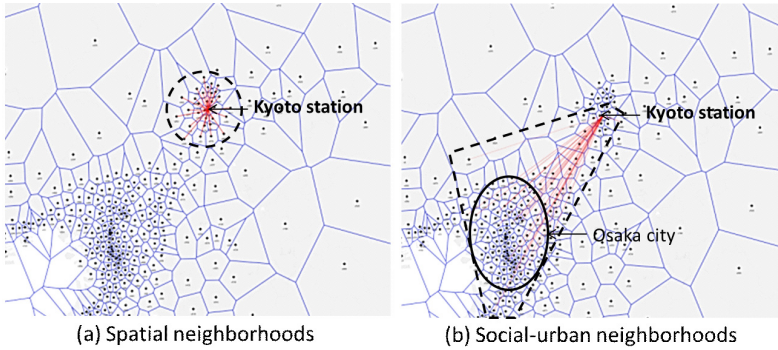 Kyoto station
Kyoto station
Osaka city
(a) Spatial neighborhoods
(b) Social-urban neighborhoods